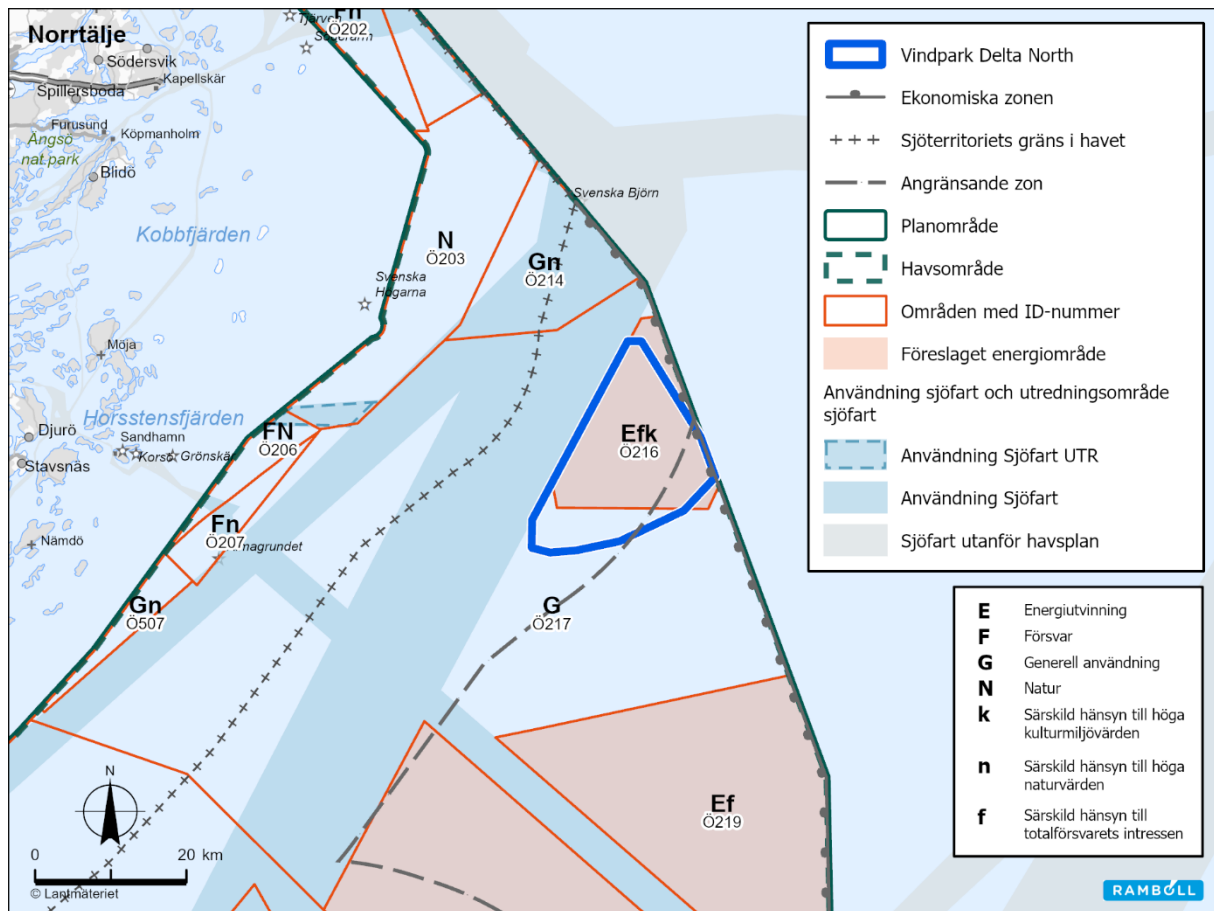 Fn
Ö202
Tjärven
Söderarm
Norrtälje
Södersvik
Kapellskär
Spillersboda
Furusund
Köpmanholm
Ängsö
nat.park
Blidö
Kobbfjärden
Svenska Björn
N
Ö203
Gn
Ö214
Svenska
Högarna
Möja
Horsstensfjärden
Djurö
Sandhamn
Korsö
Grönskär
Stavsnäs
FN
Ö206
Efk
Ö216
Fn
Ö207
Nämdö
Gn
Ö507
G
Ö217
Ef
Ö219
N
0
20 km
© Lantmäteriet
Vindpark Delta North
Ekonomiska zonen
Sjöterritoriets gräns i havet
Angränsande zon
Planområde
Havsområde
Områden med ID-nummer
Föreslaget energiområde
Användning sjöfart och utredningsområde
sjöfart
Användning Sjöfart UTR
Användning Sjöfart
Sjöfart utanför havsplan
E Energiutvinning
F Försvar
G Generell användning
N Natur
k Särskild hänsyn till höga
kulturmiljövärden
n Särskild hänsyn till höga
naturvärden
f Särskild hänsyn till
totalförsvarets intressen
RAMBOLL